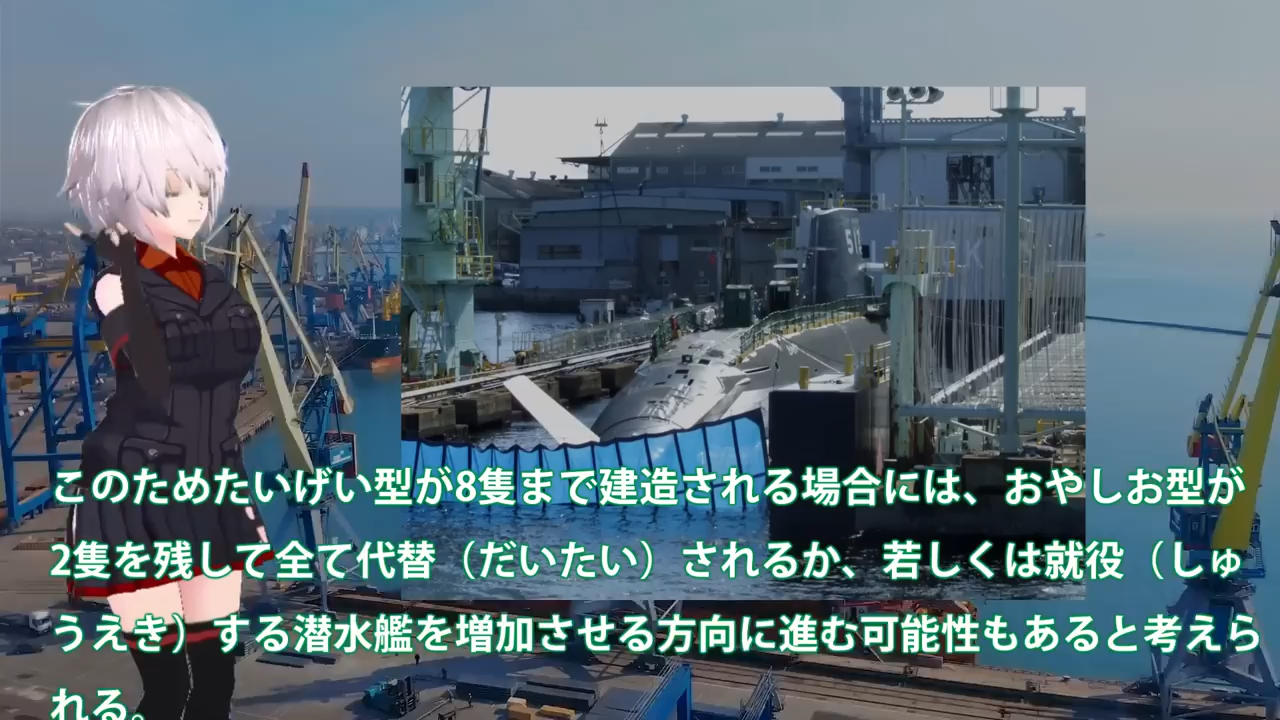 51
K
このためたいげい型が8隻まで建造される場合には、おやしお型が
2隻を残して全て代替（だいたい）されるか、若しくは就役（しゅ
うえき）する潜水艦を増加させる方向に進む可能性もあると考えら
れる。